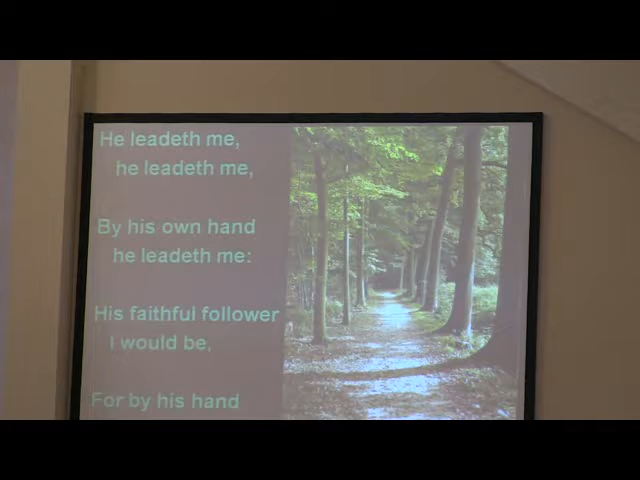 He leadeth me,
he leadeth me,
By his own hand
he leadeth me:
His faithful follower
I would be,
For by his hand